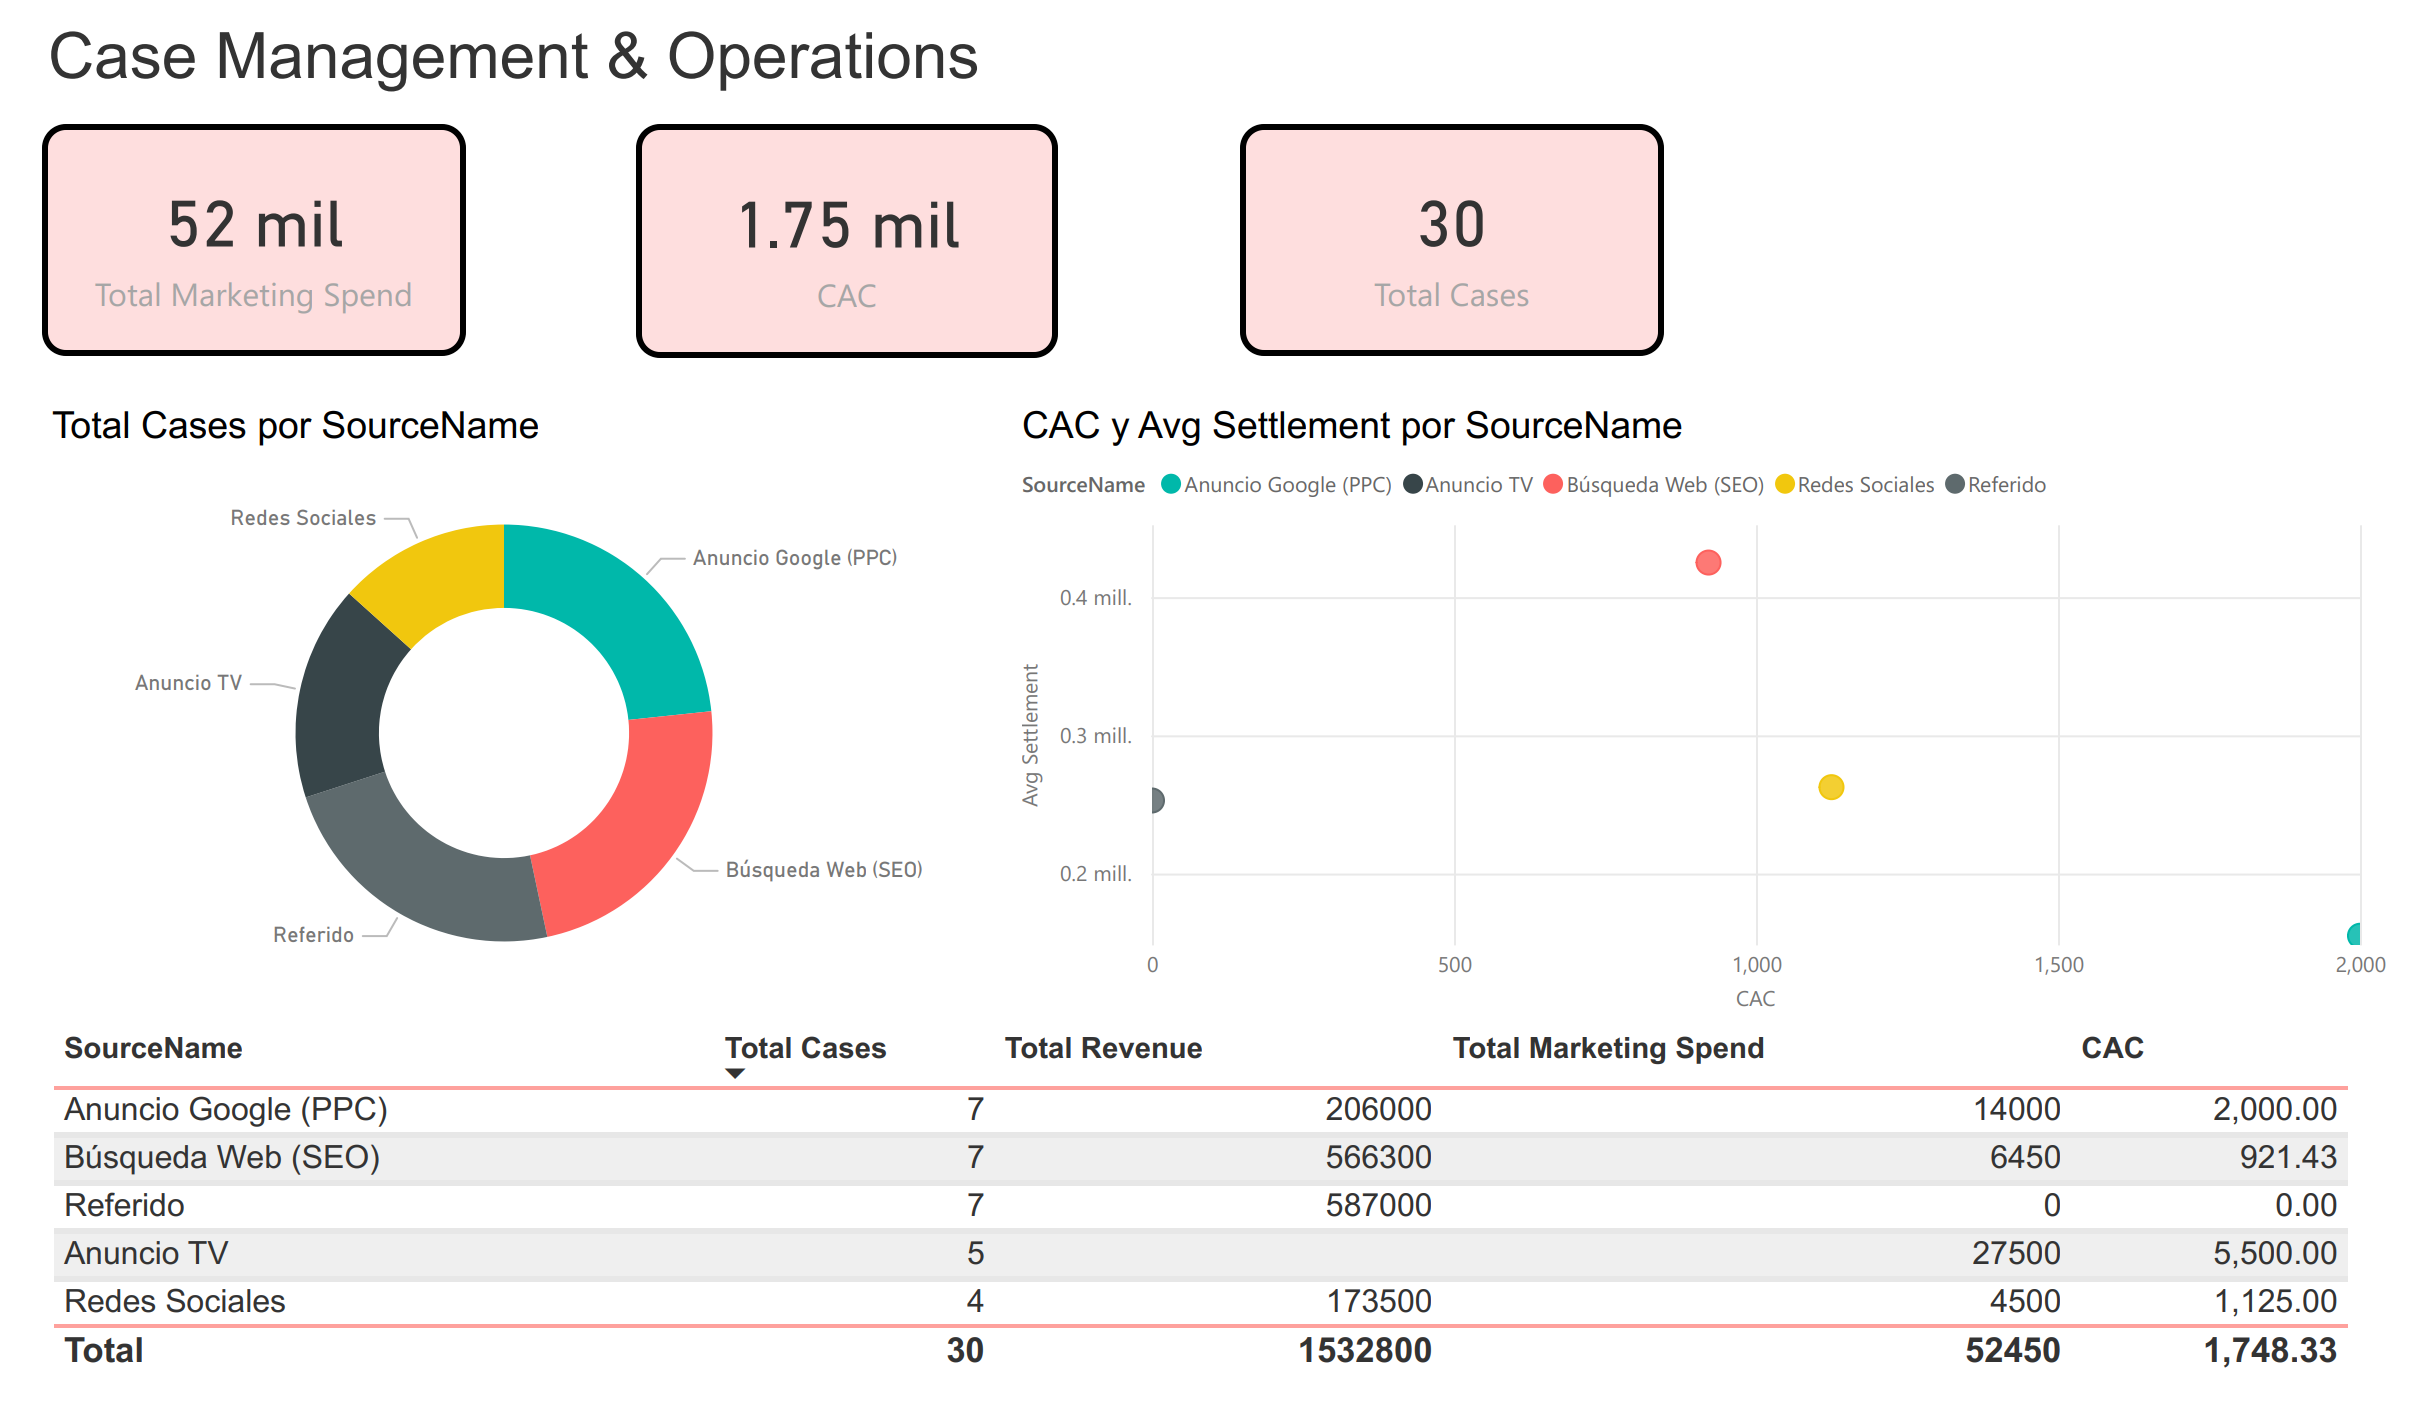 Case Management & Operations
52 mil
Total Marketing Spend
1.75 mil
CAC
30
Total Cases
Total Cases por SourceName
Redes Sociales
Anuncio Google (PPC)
Anuncio TV
Búsqueda Web (SEO)
Referido
CAC y Avg Settlement por SourceName
SourceName Anuncio Google (PPC) Anuncio TV Búsqueda Web (SEO) Redes Sociales Referido
Avg Settlement
0.4 mill.
0.3 mill.
0.2 mill.
0 500 1,000 1,500 2,000
CAC
SourceName Total Cases Total Revenue Total Marketing Spend CAC
Anuncio Google (PPC) 7 206000 14000 2,000.00
Búsqueda Web (SEO) 7 566300 6450 921.43
Referido 7 587000 0 0.00
Anuncio TV 5 27500 5,500.00
Redes Sociales 4 173500 4500 1,125.00
Total 30 1532800 52450 1,748.33